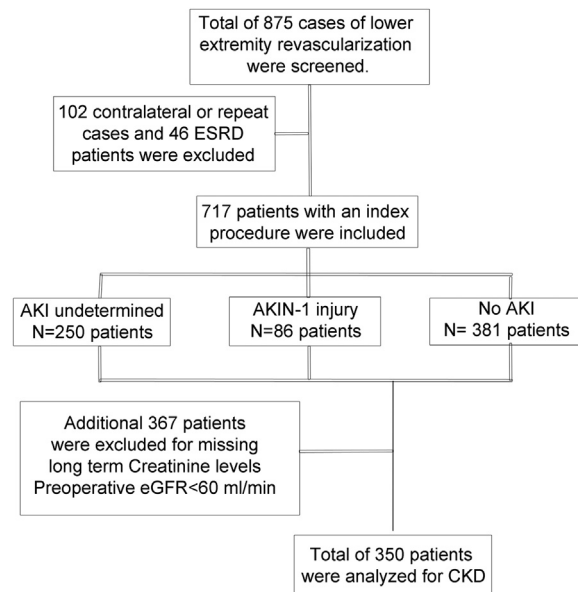 Total of 875 cases of lower
extremity revascularization
were screened.
102 contralateral or repeat
cases and 46 ESRD
patients were excluded
717 patients with an index
procedure were included
AKI undetermined
N=250 patients
AKIN-1 injury
N=86 patients
No AKI
N= 381 patients
Additional 367 patients
were excluded for missing
long term Creatinine levels
Preoperative eGFR<60 ml/min
Total of 350 patients
were analyzed for CKD